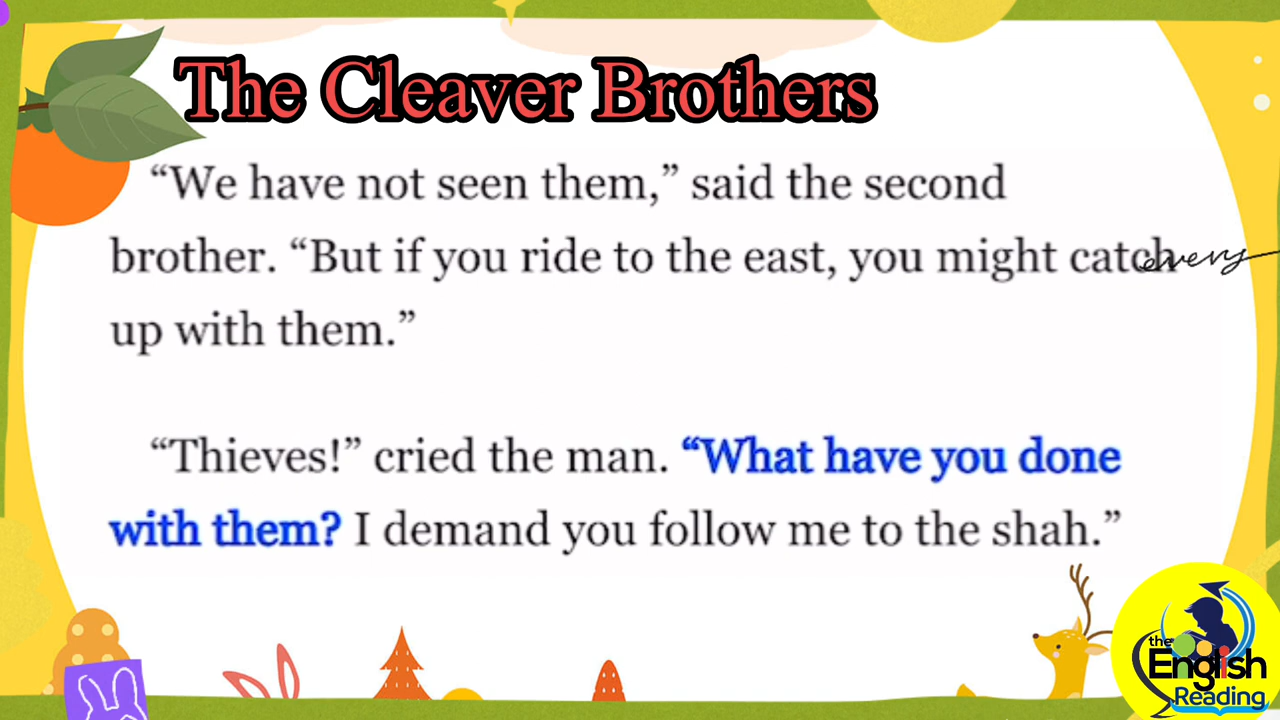 The Cleaver Brothers
“We have not seen them,” said the second
brother. “But if you ride to the east, you might catch
every
up with them.”
“Thieves!” cried the man. “What have you done
with them? I demand you follow me to the shah.”
the
English
Reading